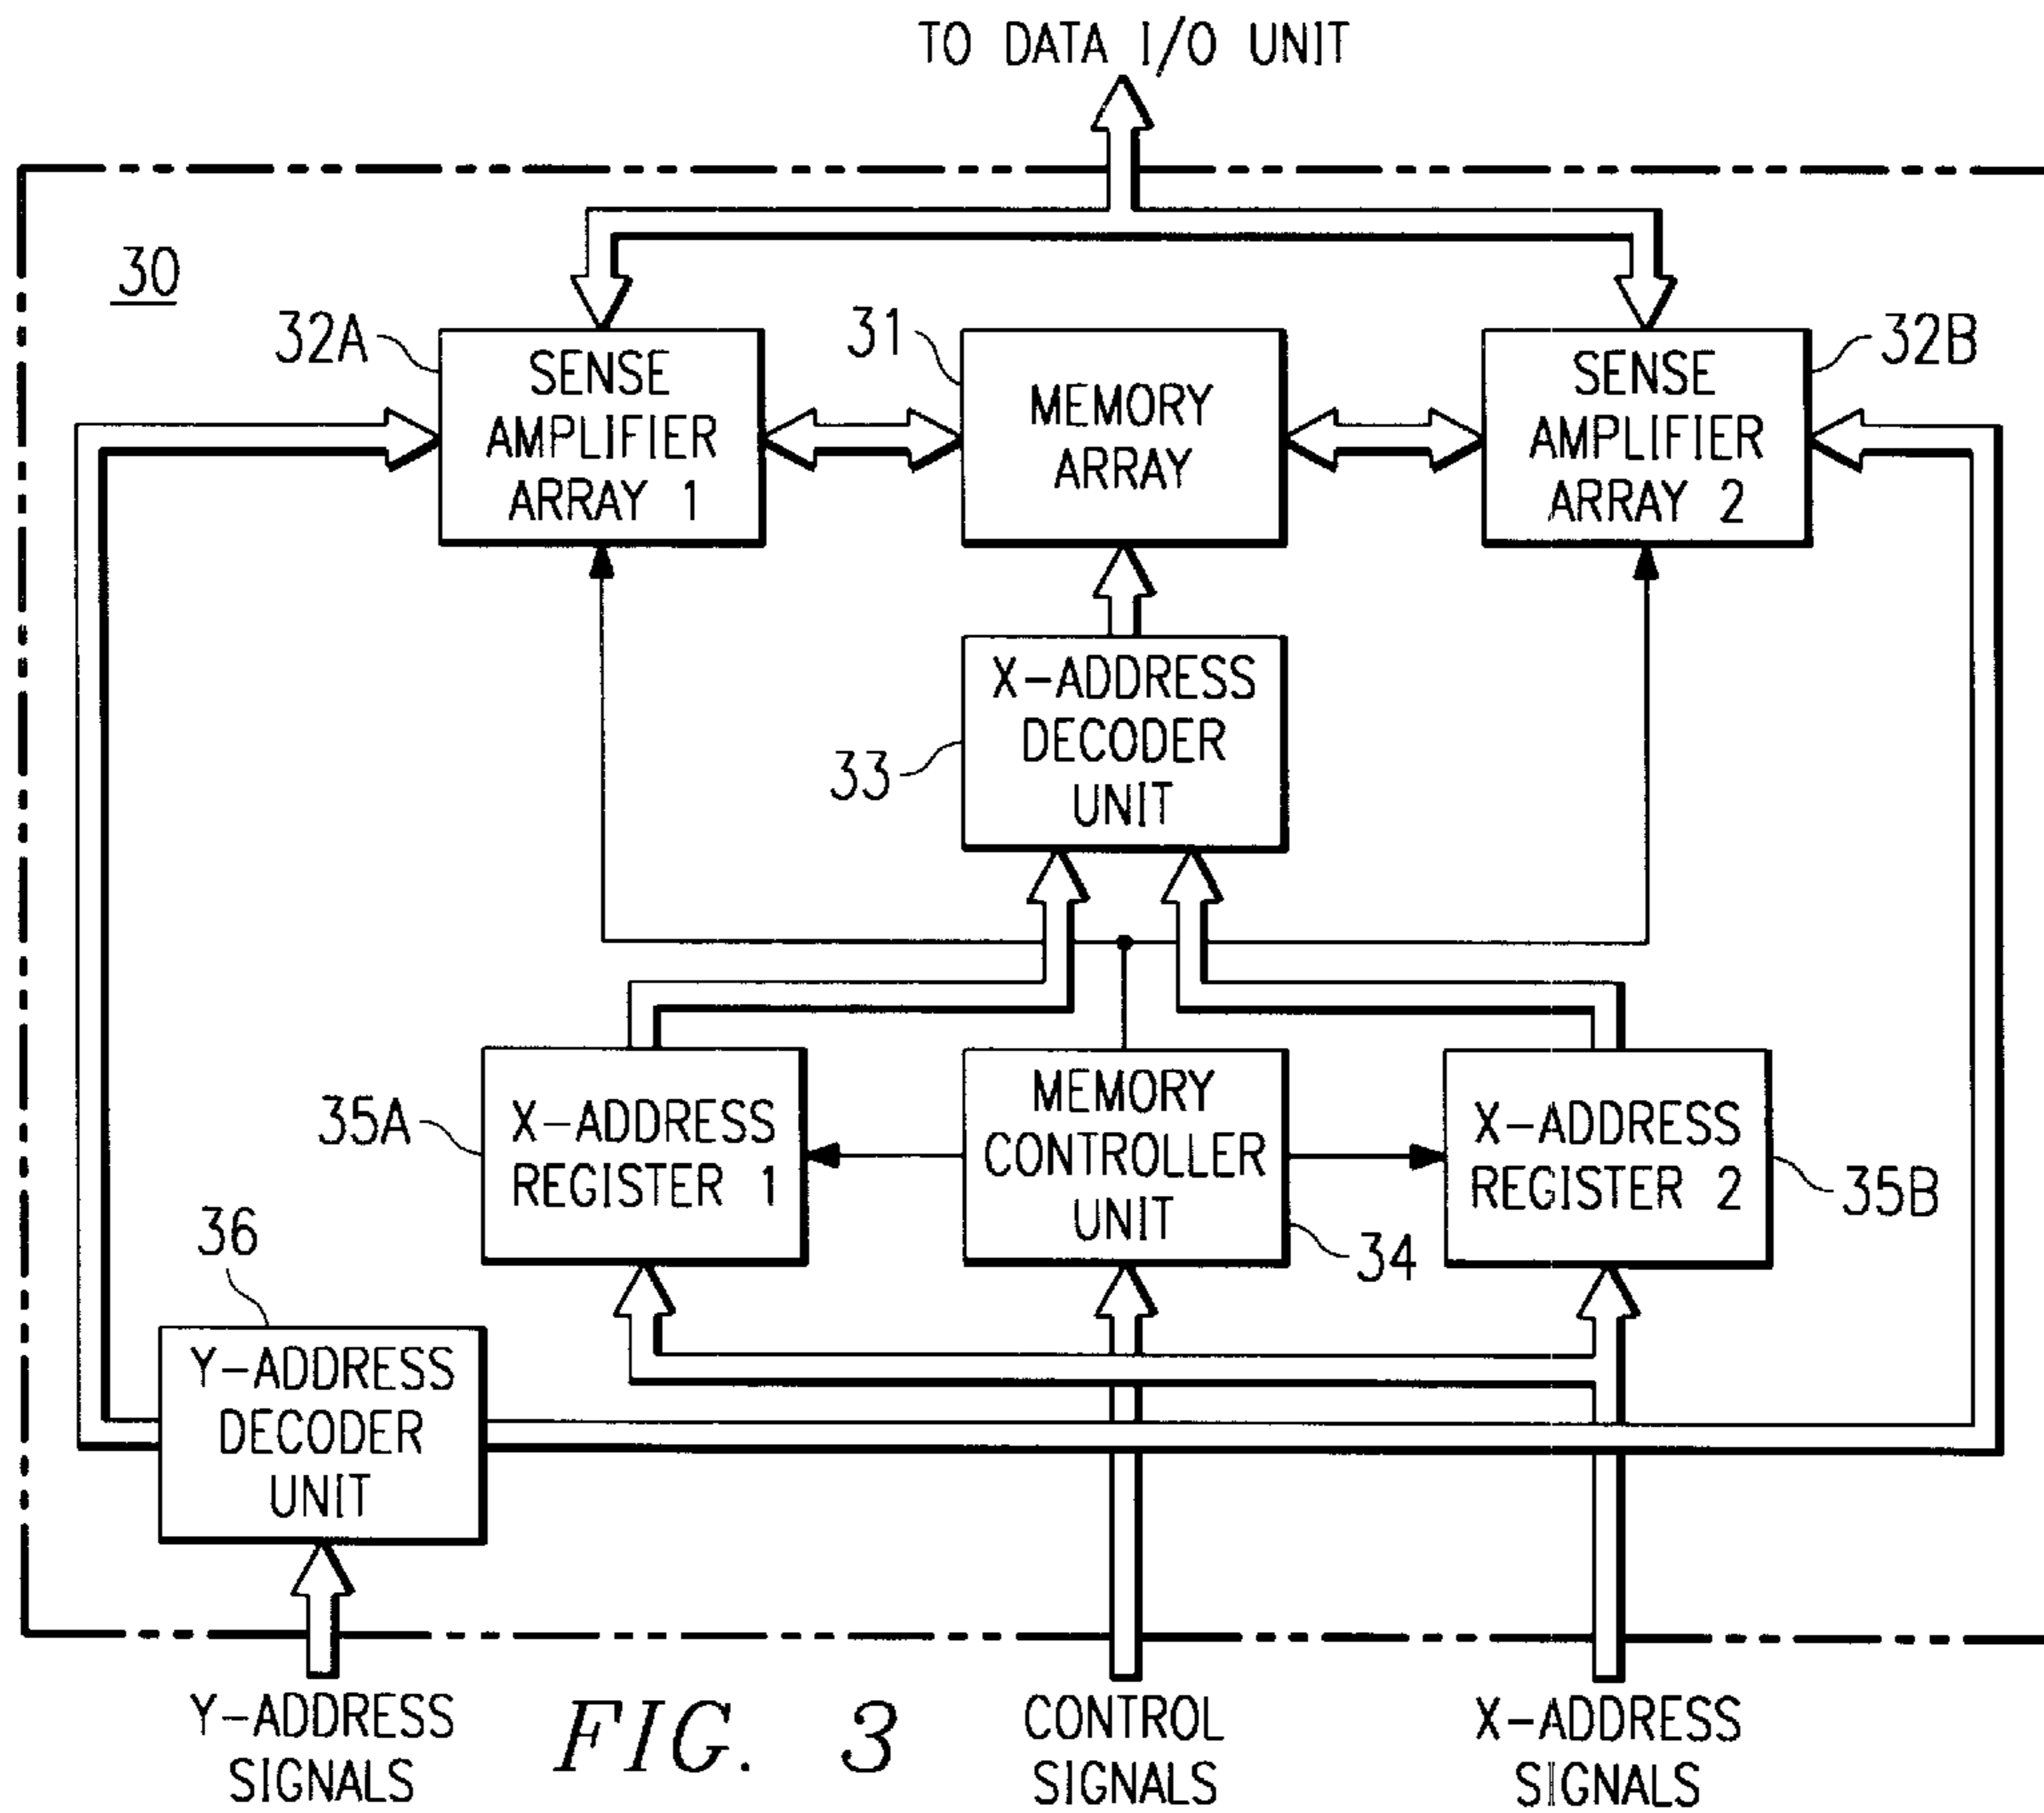 TO DATA I/O UNIT
30
32A
SENSE
AMPLIFIER
ARRAY 1
31
MEMORY
ARRAY
SENSE
AMPLIFIER
ARRAY 2
32B
X-ADDRESS
DECODER
UNIT
33
35A
X-ADDRESS
REGISTER 1
MEMORY
CONTROLLER
UNIT
34
X-ADDRESS
REGISTER 2
35B
36
Y-ADDRESS
DECODER
UNIT
Y-ADDRESS
SIGNALS
FIG. 3
CONTROL
SIGNALS
X-ADDRESS
SIGNALS